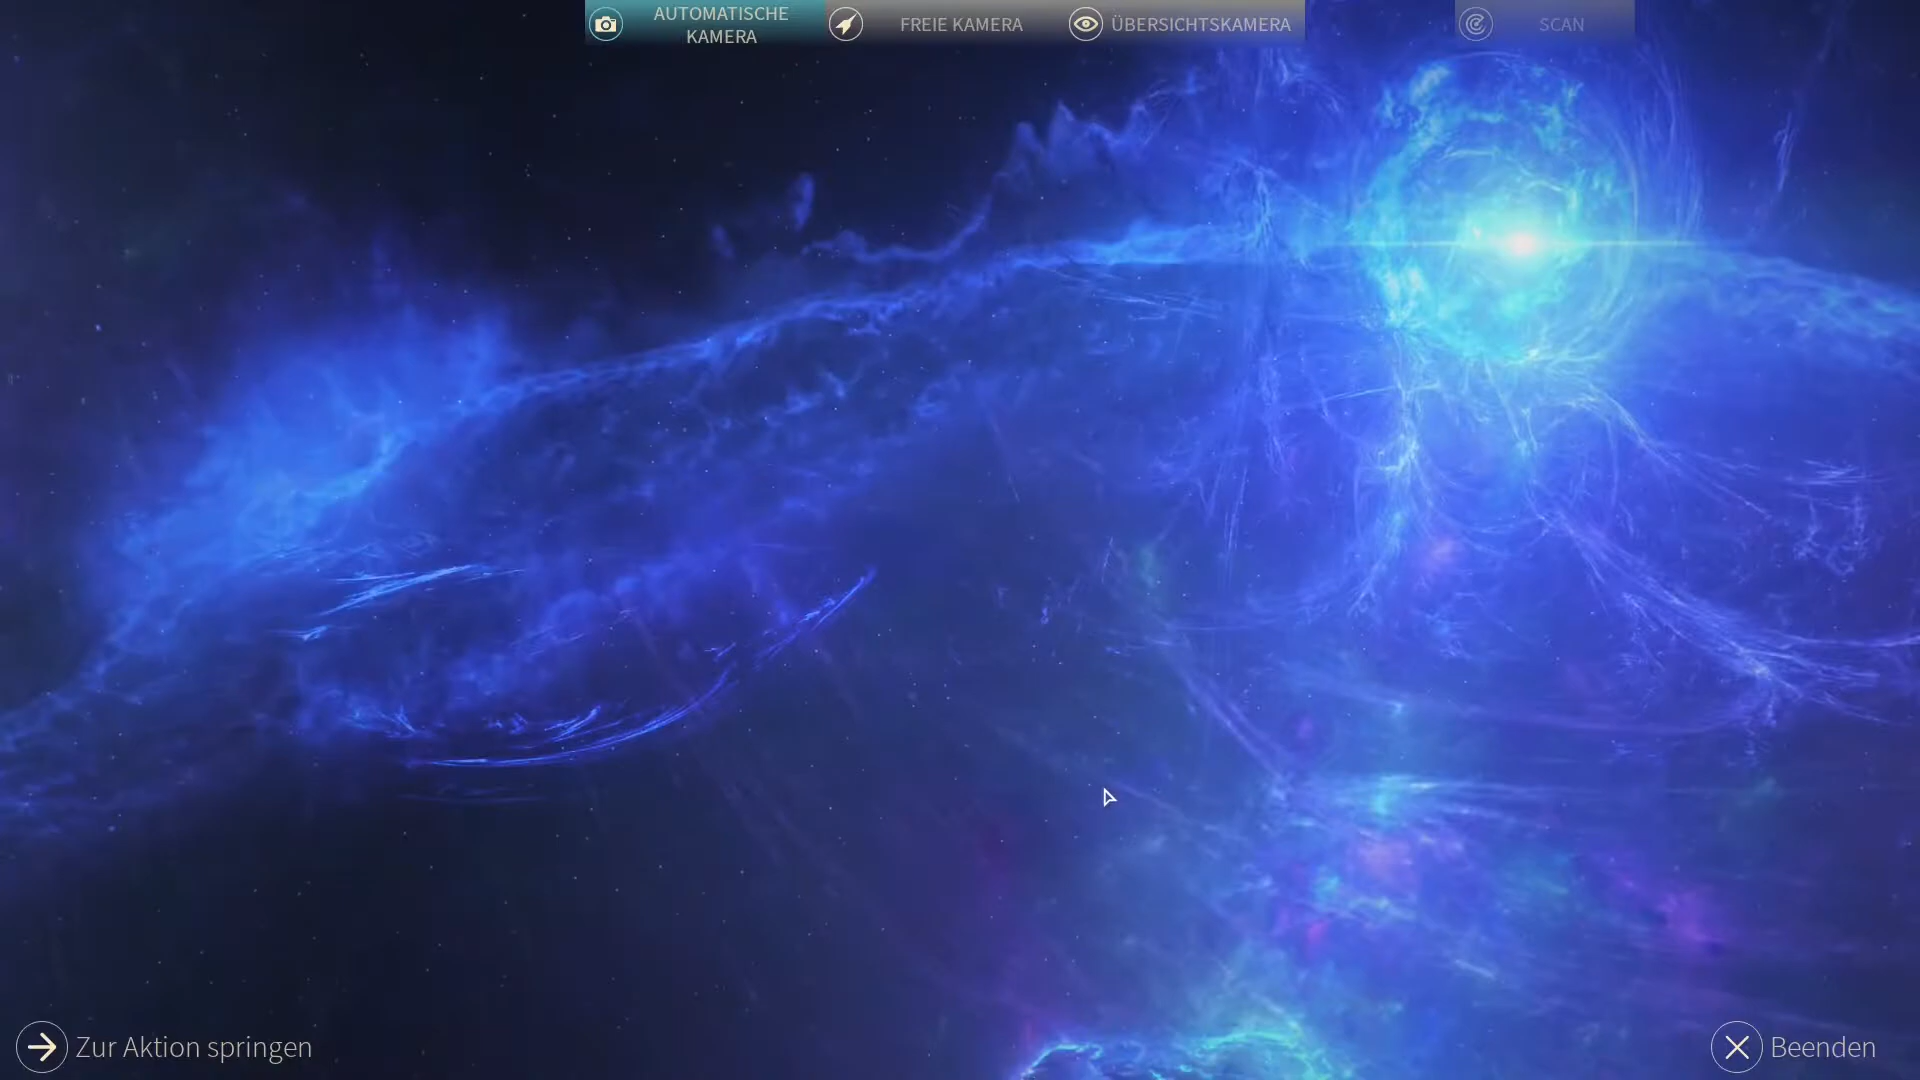 AUTOMATISCHE
KAMERA
FREIE KAMERA
ÜBERSICHTSKAMERA
SCAN
Zur Aktion springen
Beenden